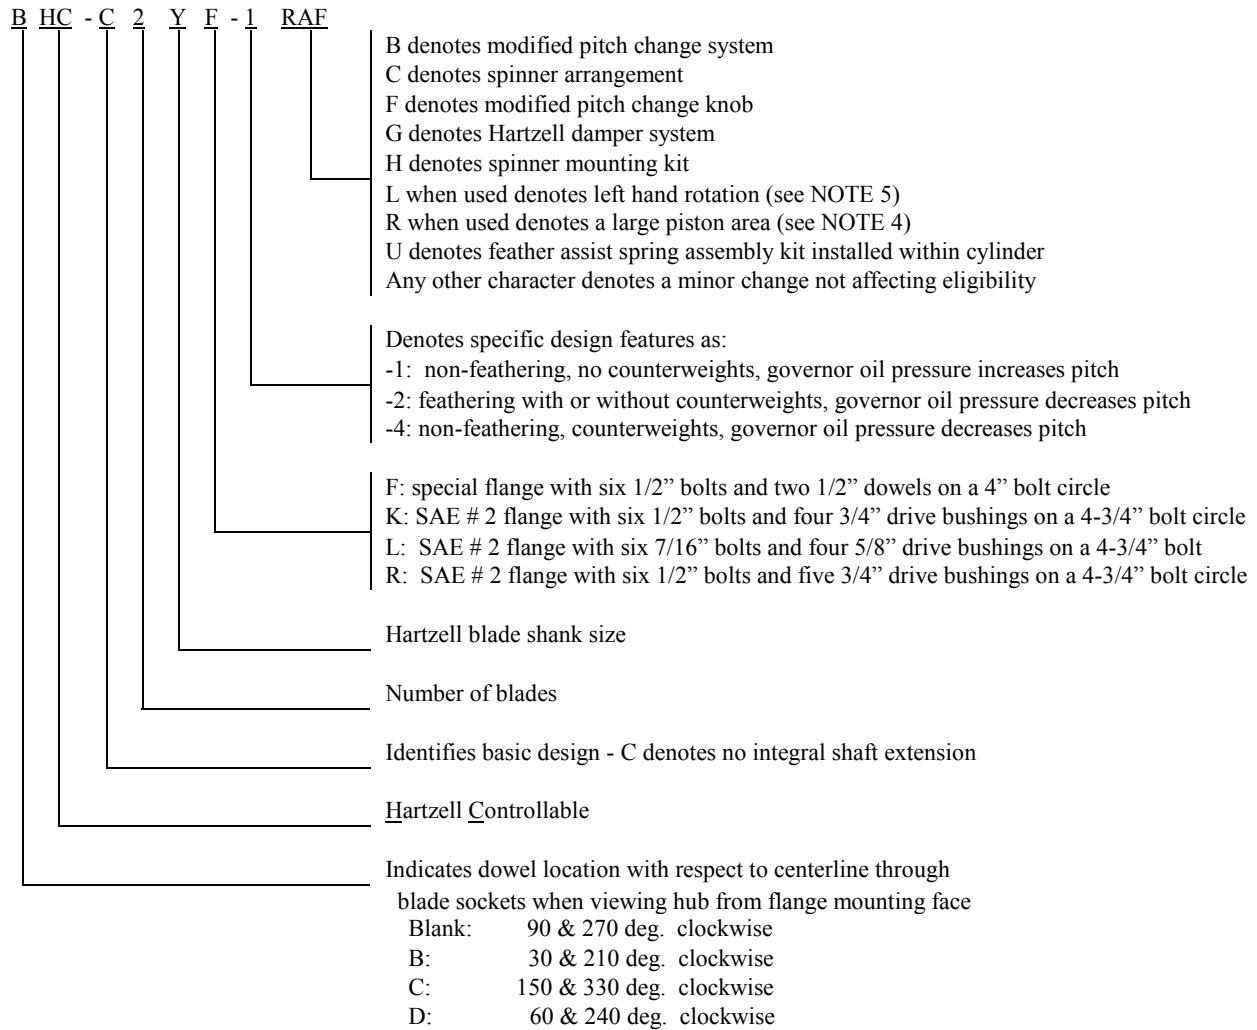 B HC - C 2 Y F - 1 RAF
B denotes modified pitch change system
C denotes spinner arrangement
F denotes modified pitch change knob
G denotes Hartzell damper system
H denotes spinner mounting kit
L when used denotes left hand rotation (see NOTE 5)
R when used denotes a large piston area (see NOTE 4)
U denotes feather assist spring assembly kit installed within cylinder
Any other character denotes a minor change not affecting eligibility
Denotes specific design features as:
-1: non-feathering, no counterweights, governor oil pressure increases pitch
-2: feathering with or without counterweights, governor oil pressure decreases pitch
-4: non-feathering, counterweights, governor oil pressure decreases pitch
F: special flange with six 1/2” bolts and two 1/2” dowels on a 4” bolt circle
K: SAE # 2 flange with six 1/2” bolts and four 3/4” drive bushings on a 4-3/4” bolt circle
L: SAE # 2 flange with six 7/16” bolts and four 5/8” drive bushings on a 4-3/4” bolt
R: SAE # 2 flange with six 1/2” bolts and five 3/4” drive bushings on a 4-3/4” bolt circle
Hartzell blade shank size
Number of blades
Identifies basic design - C denotes no integral shaft extension
Hartzell Controllable
Indicates dowel location with respect to centerline through
blade sockets when viewing hub from flange mounting face
Blank: 90 & 270 deg. clockwise
B: 30 & 210 deg. clockwise
C: 150 & 330 deg. clockwise
D: 60 & 240 deg. clockwise